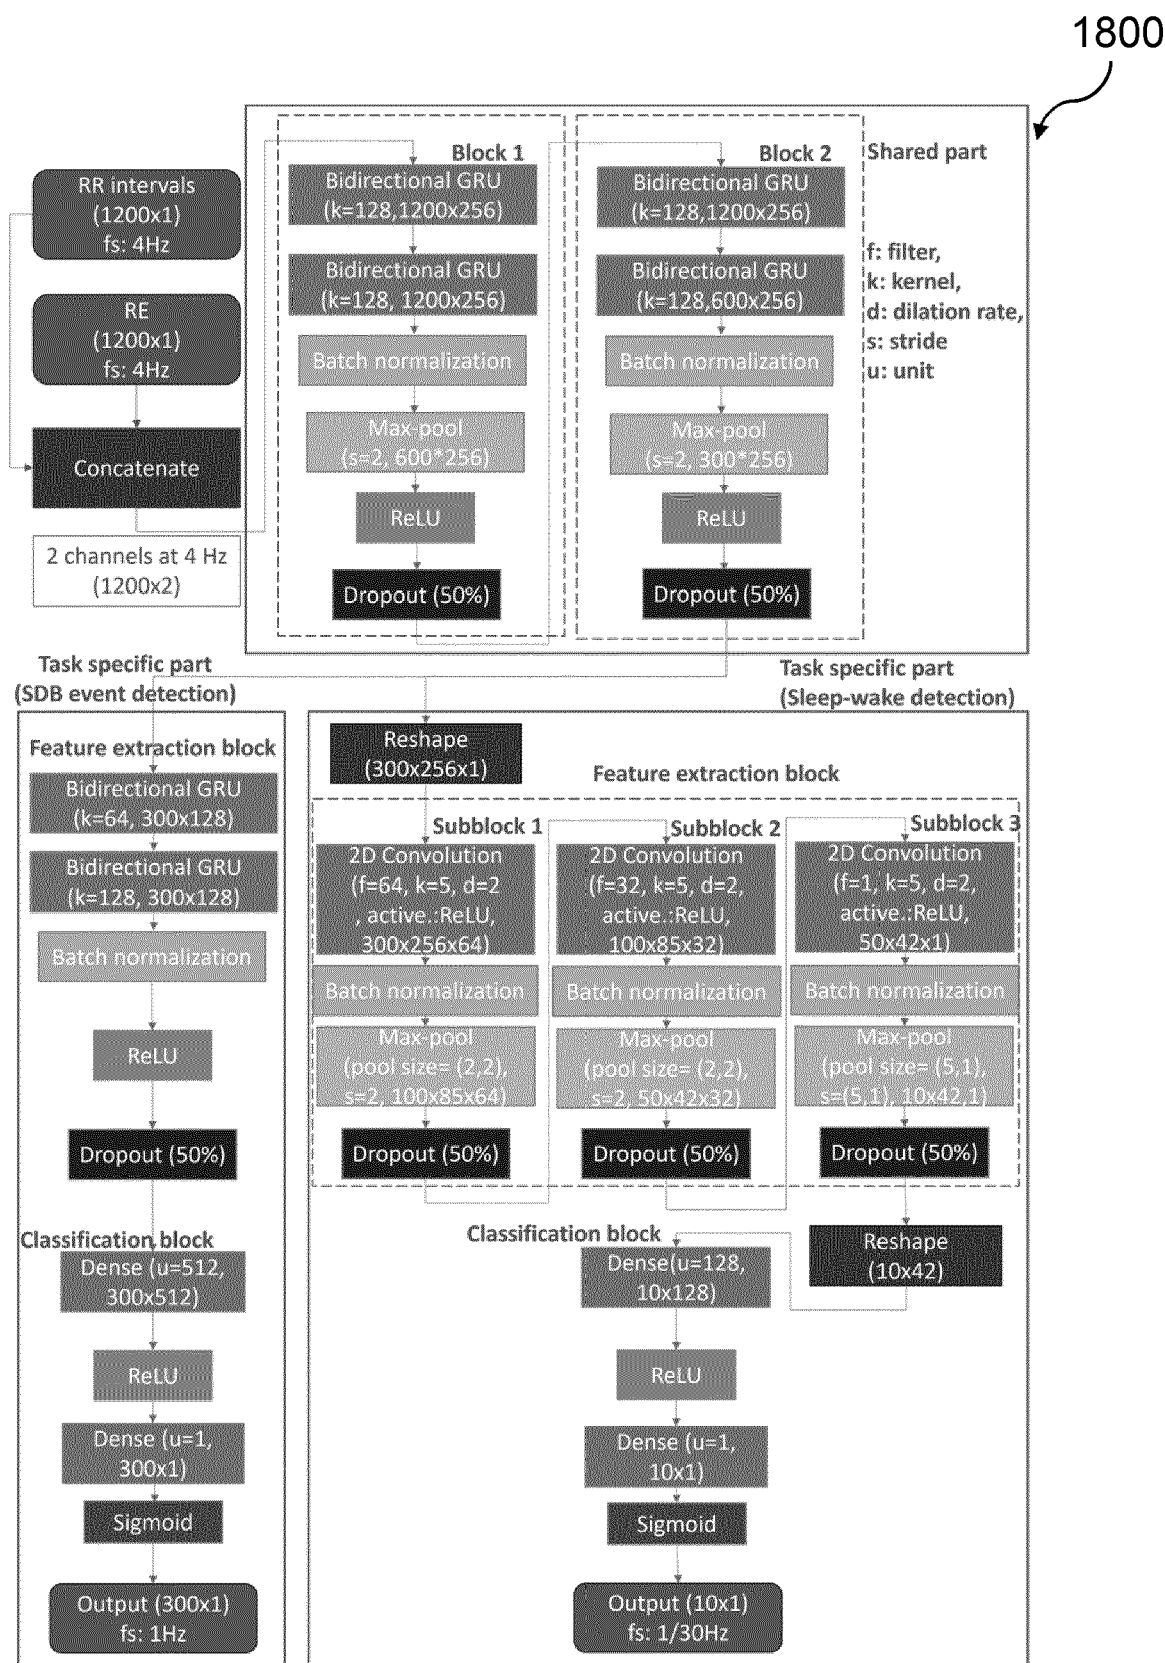 1800
RR intervals
(1200x1)
fs: 4Hz
RE
(1200x1)
fs: 4Hz
Concatenate
2 channels at 4 Hz
(1200x2)
Block 1
Bidirectional GRU
(k=128,1200x256)
Bidirectional GRU
(k=128, 1200x256)
Batch normalization
Max-pool
(s=2, 600*256)
ReLU
Dropout (50%)
Block 2
Bidirectional GRU
(k=128,1200x256)
Bidirectional GRU
(k=128,600x256)
Batch normalization
Max-pool
(s=2, 300*256)
ReLU
Dropout (50%)
Shared part
f: filter,
k: kernel,
d: dilation rate,
s: stride
u: unit
Task specific part
(SDB event detection)
Feature extraction block
Bidirectional GRU
(k=64, 300x128)
Bidirectional GRU
(k=128, 300x128)
Batch normalization
ReLU
Dropout (50%)
Classification block
Dense (u=512,
300x512)
ReLU
Dense (u=1,
300x1)
Sigmoid
Output (300x1)
fs: 1Hz
Task specific part
(Sleep-wake detection)
Reshape
(300x256x1)
Feature extraction block
Subblock 1
2D Convolution
(f=64, k=5, d=2
, active.:ReLU,
300x256x64)
Batch normalization
Max-pool
(pool size= (2,2),
s=2, 100x85x64)
Dropout (50%)
Subblock 2
2D Convolution
(f=32, k=5, d=2,
active.:ReLU,
100x85x32)
Batch normalization
Max-pool
(pool size= (2,2),
s=2, 50x42x32)
Dropout (50%)
Subblock 3
2D Convolution
(f=1, k=5, d=2,
active.:ReLU,
50x42x1)
Batch normalization
Max-pool
(pool size= (5,1),
s=(5,1), 10x42,1)
Dropout (50%)
Reshape
(10x42)
Classification block
Dense(u=128,
10x128)
ReLU
Dense (u=1,
10x1)
Sigmoid
Output (10x1)
fs: 1/30Hz